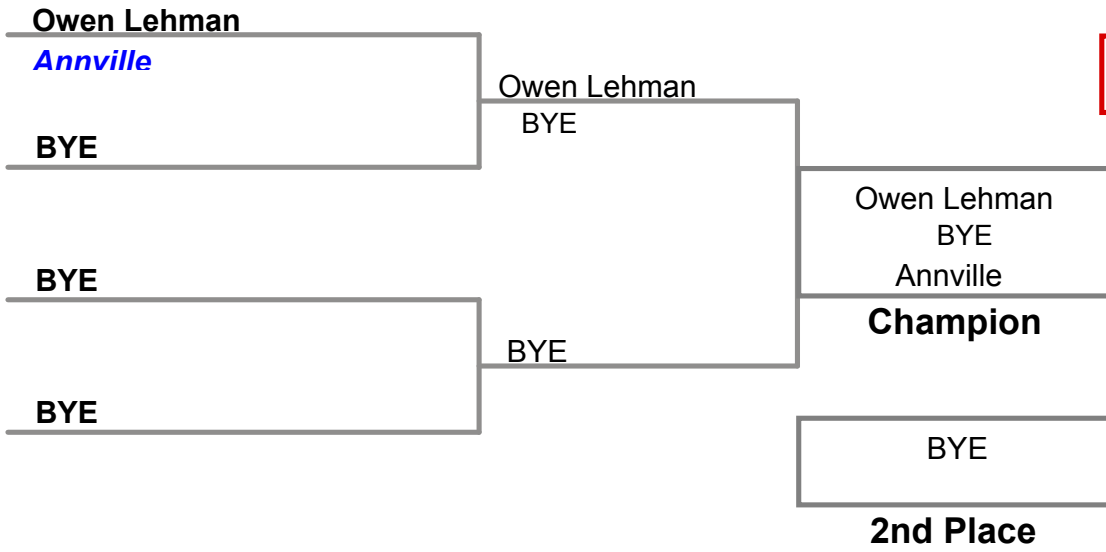 Owen Lehman
Annville
BYE
BYE
BYE
Owen Lehman
BYE
BYE
Owen Lehman
BYE
Annville
Champion
BYE
2nd Place